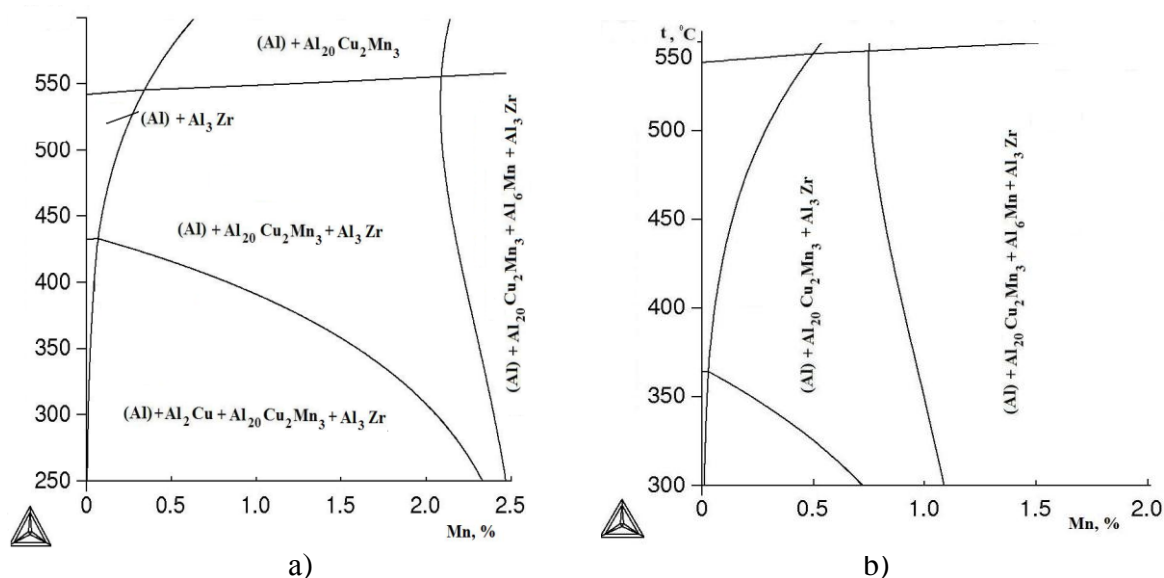 (Al) + Al20Cu2Mn3
550
(Al) + Al3Zr
500
450
(Al) + Al20 Cu2Mn3 + Al3Zr
400
350
300
(Al)+Al2Cu+Al20Cu2Mn3+Al3Zr
250
(Al) + Al20Cu2Mn3 + Al6Mn + Al3Zr
0
0.5
1.0
1.5
2.0
2.5
Mn, %
a)
b)
t, °C
550
500
450
400
350
300
(Al) + Al20Cu2Mn3 + Al3Zr
(Al) + Al20Cu2Mn3 + Al6Mn + Al3Zr
0
0.5
1.0
1.5
2.0
Mn, %